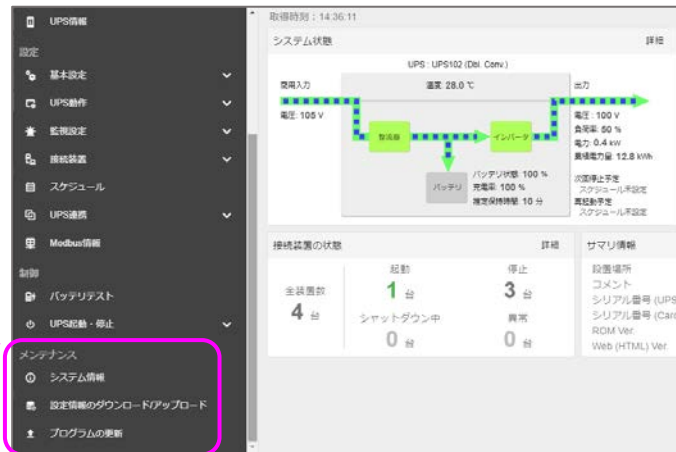 UPS情報
設定
基本設定
UPS動作
監視設定
接続装置
スケジュール
UPS連携
Modbus情報
制御
バッテリテスト
UPS起動・停止
メンテナンス
システム情報
設定情報のダウンロード/アップロード
プログラムの更新
取得時刻 : 14:36:11
システム状態
詳細
UPS : UPS102 (Dbl. Conv.)
商用入力
電圧: 105 V
温度: 28.0 ℃
整流器
インバータ
バッテリ
バッテリ状態: 100 %
充電率: 100 %
推定保持時間: 10 分
出力
電圧 : 100 V
負荷率: 50 %
電力: 0.4 kW
累積電力量: 12.8 kWh
次回停止予定
スケジュール未設定
再起動予定
スケジュール未設定
接続装置の状態
詳細
全装置数
4 台
起動
1 台
停止
3 台
シャットダウン中
0 台
異常
0 台
サマリ情報
設置場所
コメント
シリアル番号 (UPS
シリアル番号 (Card
ROM Ver.
Web (HTML) Ver.